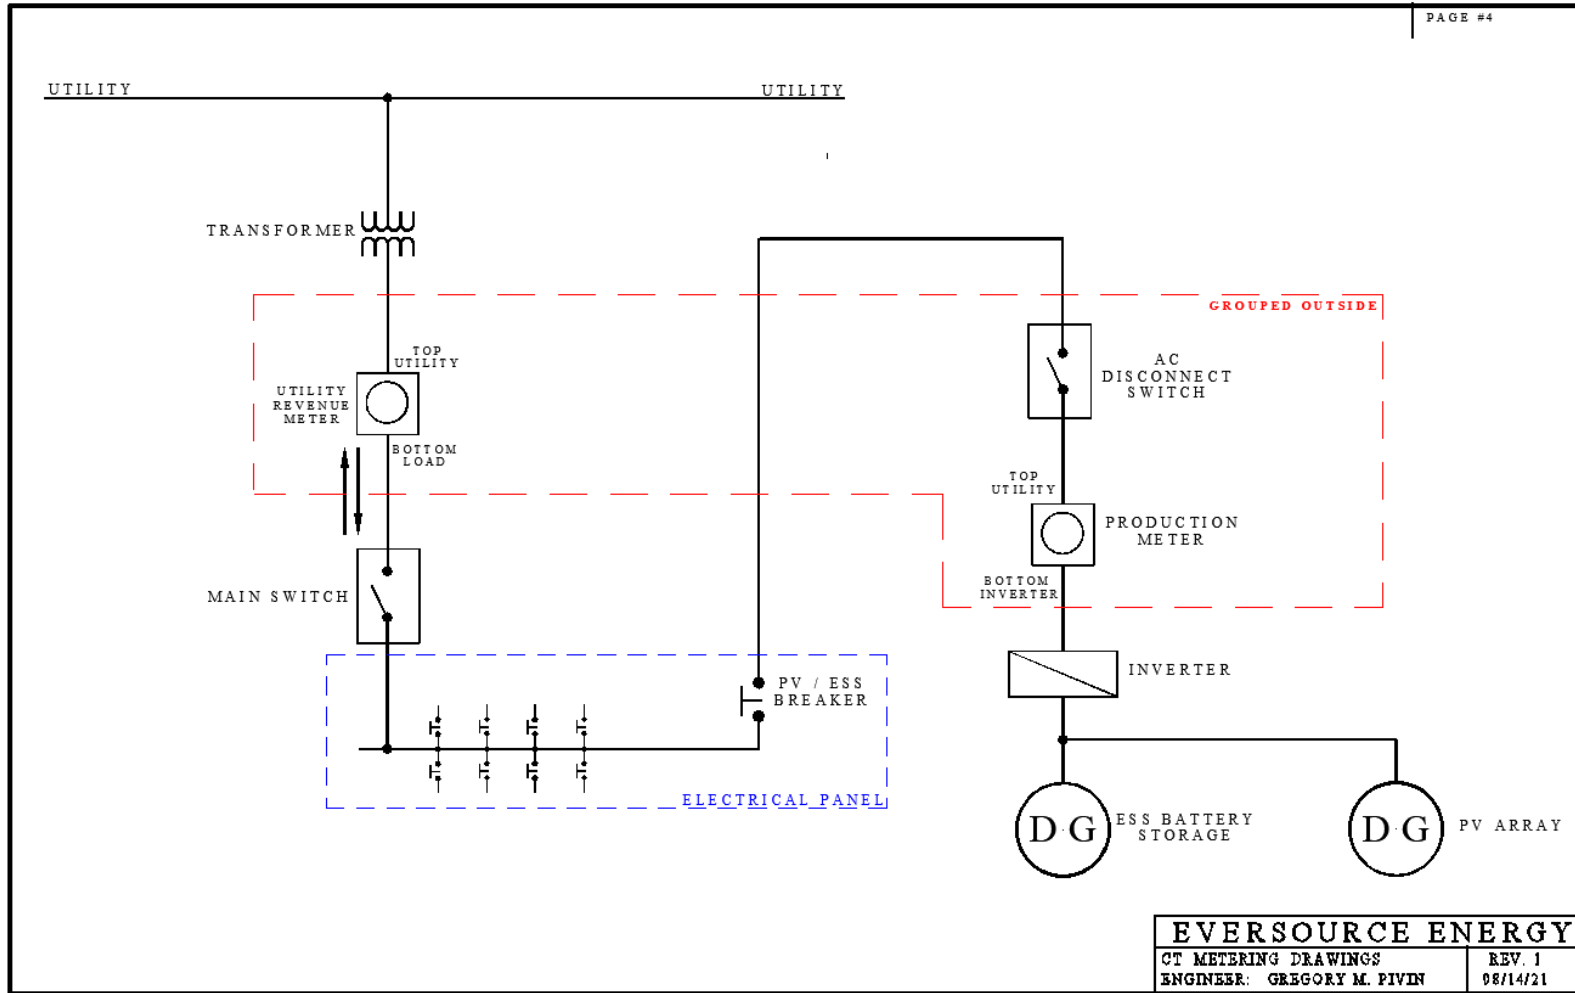 PAGE #4
UTILITY
UTILITY
TRANSFORMER
GROUPED OUTSIDE
TOP
UTILITY
UTILITY
REVENUE
METER
BOTTOM
LOAD
AC
DISCONNECT
SWITCH
TOP
UTILITY
PRODUCTION
METER
BOTTOM
INVERTER
MAIN SWITCH
INVERTER
PV / ESS
BREAKER
ELECTRICAL PANEL
D·G
ESS BATTERY
STORAGE
D·G
PV ARRAY
EVERSOURCE ENERGY
CT METERING DRAWINGS
REV. 1
ENGINEER: GREGORY M. PIVIN
08/14/21